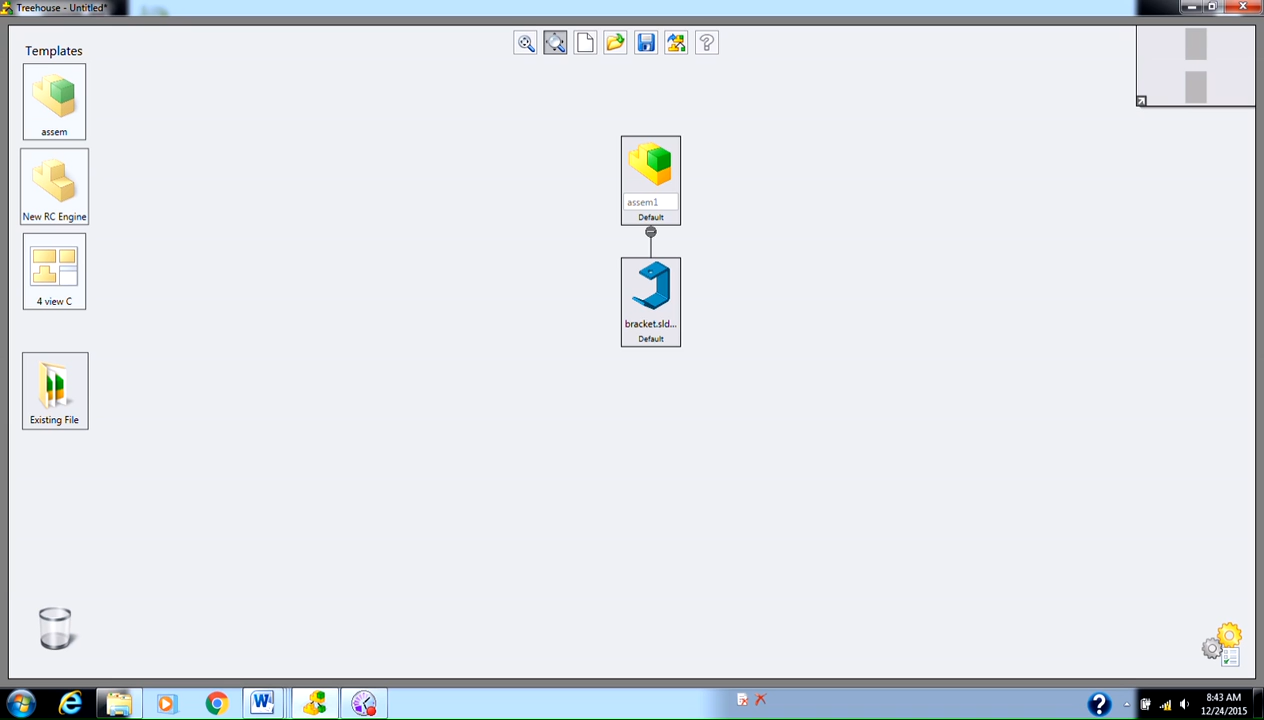 Treehouse - Untitled*
Templates
assem
New RC Engine
4 view C
Existing File
assem1
Default
bracket.sld...
Default
8:43 AM
12/24/2015